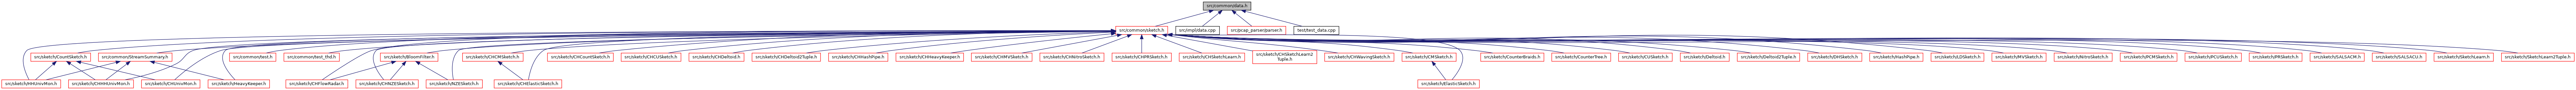 src/common/data.h
src/common/sketch.h
src/impl/data.cpp
src/pcap_parser/parser.h
test/test_data.cpp
src/sketch/CountSketch.h
src/common/StreamSummary.h
src/common/test.h
src/common/test_thd.h
src/sketch/BloomFilter.h
src/sketch/CHCMSketch.h
src/sketch/CHCountSketch.h
src/sketch/CHCUSketch.h
src/sketch/CHDeltoid.h
src/sketch/CHDeltoid2Tuple.h
src/sketch/CHHashPipe.h
src/sketch/CHHeavyKeeper.h
src/sketch/CHMVSketch.h
src/sketch/CHNitroSketch.h
src/sketch/CHPRSketch.h
src/sketch/CHSketchLearn.h
src/sketch/CHSketchLearn2
Tuple.h
src/sketch/CHWavingSketch.h
src/sketch/CMSketch.h
src/sketch/CounterBraids.h
src/sketch/CounterTree.h
src/sketch/CUSketch.h
src/sketch/Deltoid.h
src/sketch/Deltoid2Tuple.h
src/sketch/DHSketch.h
src/sketch/HashPipe.h
src/sketch/LDSketch.h
src/sketch/MVSketch.h
src/sketch/NitroSketch.h
src/sketch/PCMSketch.h
src/sketch/PCUSketch.h
src/sketch/PRSketch.h
src/sketch/SALSACM.h
src/sketch/SALSACU.h
src/sketch/SketchLearn.h
src/sketch/SketchLearn2Tuple.h
src/sketch/HHUnivMon.h
src/sketch/CHHHUnivMon.h
src/sketch/CHUnivMon.h
src/sketch/HeavyKeeper.h
src/sketch/CHFlowRadar.h
src/sketch/CHNZESketch.h
src/sketch/NZESketch.h
src/sketch/CHElasticSketch.h
src/sketch/ElasticSketch.h